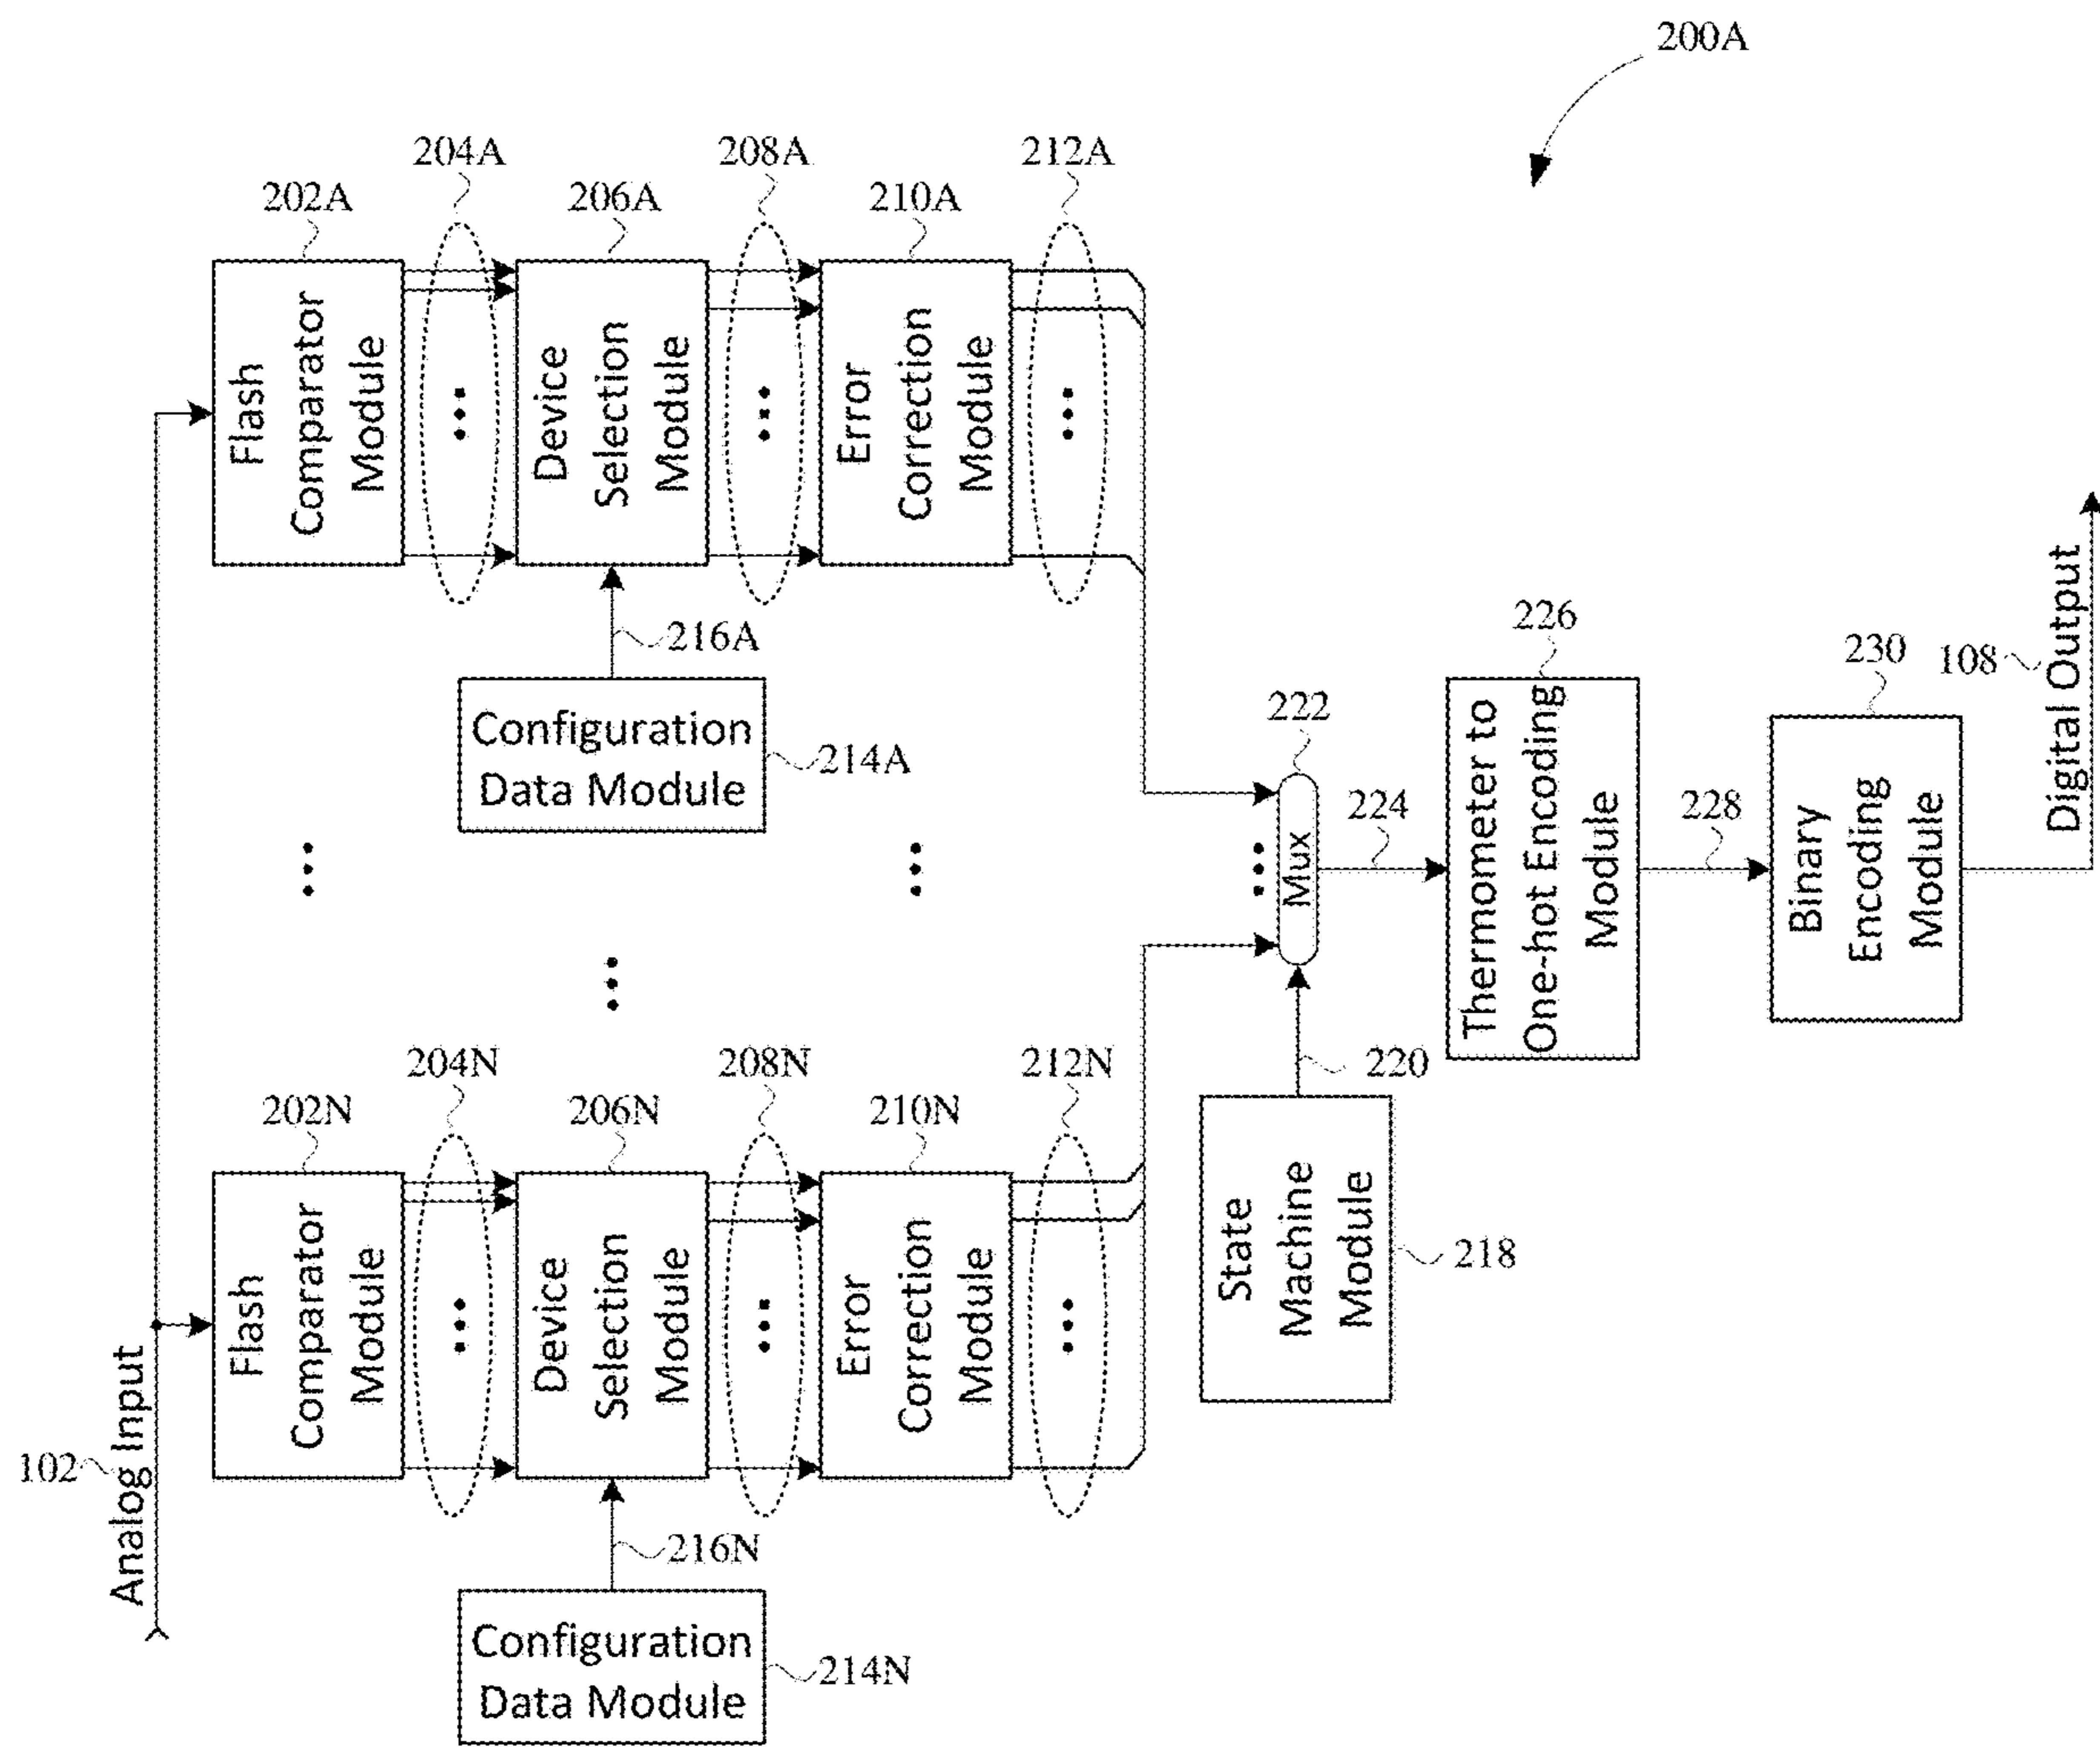 200A
204A
208A
212A
202A
206A
210A
Flash
Comparator
Module
Device
Selection
Module
Error
Correction
Module
216A
Configuration
Data Module
214A
222
Mux
224
226
Thermometer to
One-hot Encoding
Module
228
230
Binary
Encoding
Module
108
Digital Output
204N
208N
212N
202N
206N
210N
Flash
Comparator
Module
Device
Selection
Module
Error
Correction
Module
220
State
Machine
Module
218
102
Analog Input
216N
Configuration
Data Module
214N